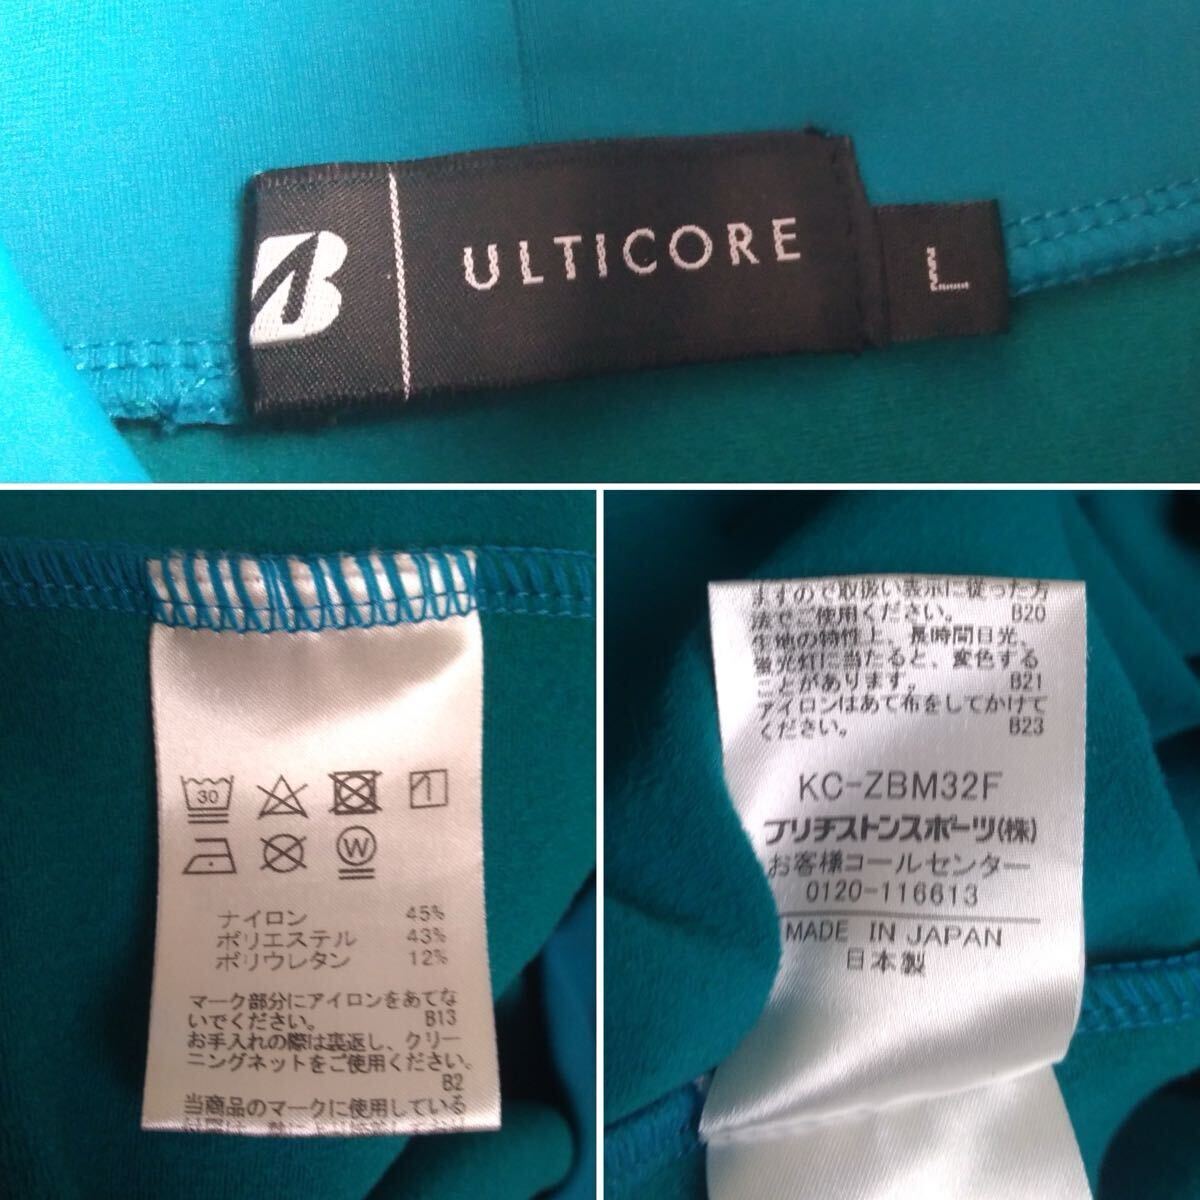 B ULTICORE L
30
W
ナイロン 45%
ポリエステル 43%
ポリウレタン 12%
マーク部分にアイロンをあてな
いでください。 B13
お手入れの際は裏返し、クリー
ニングネットをご使用ください。
B2
当商品のマークに使用している
ますので取扱い表示に従った方
法でご使用ください。 B20
生地の特性上、長時間日光、
蛍光灯に当たると、変色する
ことがあります。 B21
アイロンはあて布をしてかけて
ください。 B23
KC-ZBM32F
ブリヂストンスポーツ(株)
お客様コールセンター
0120-116613
MADE IN JAPAN
日本製